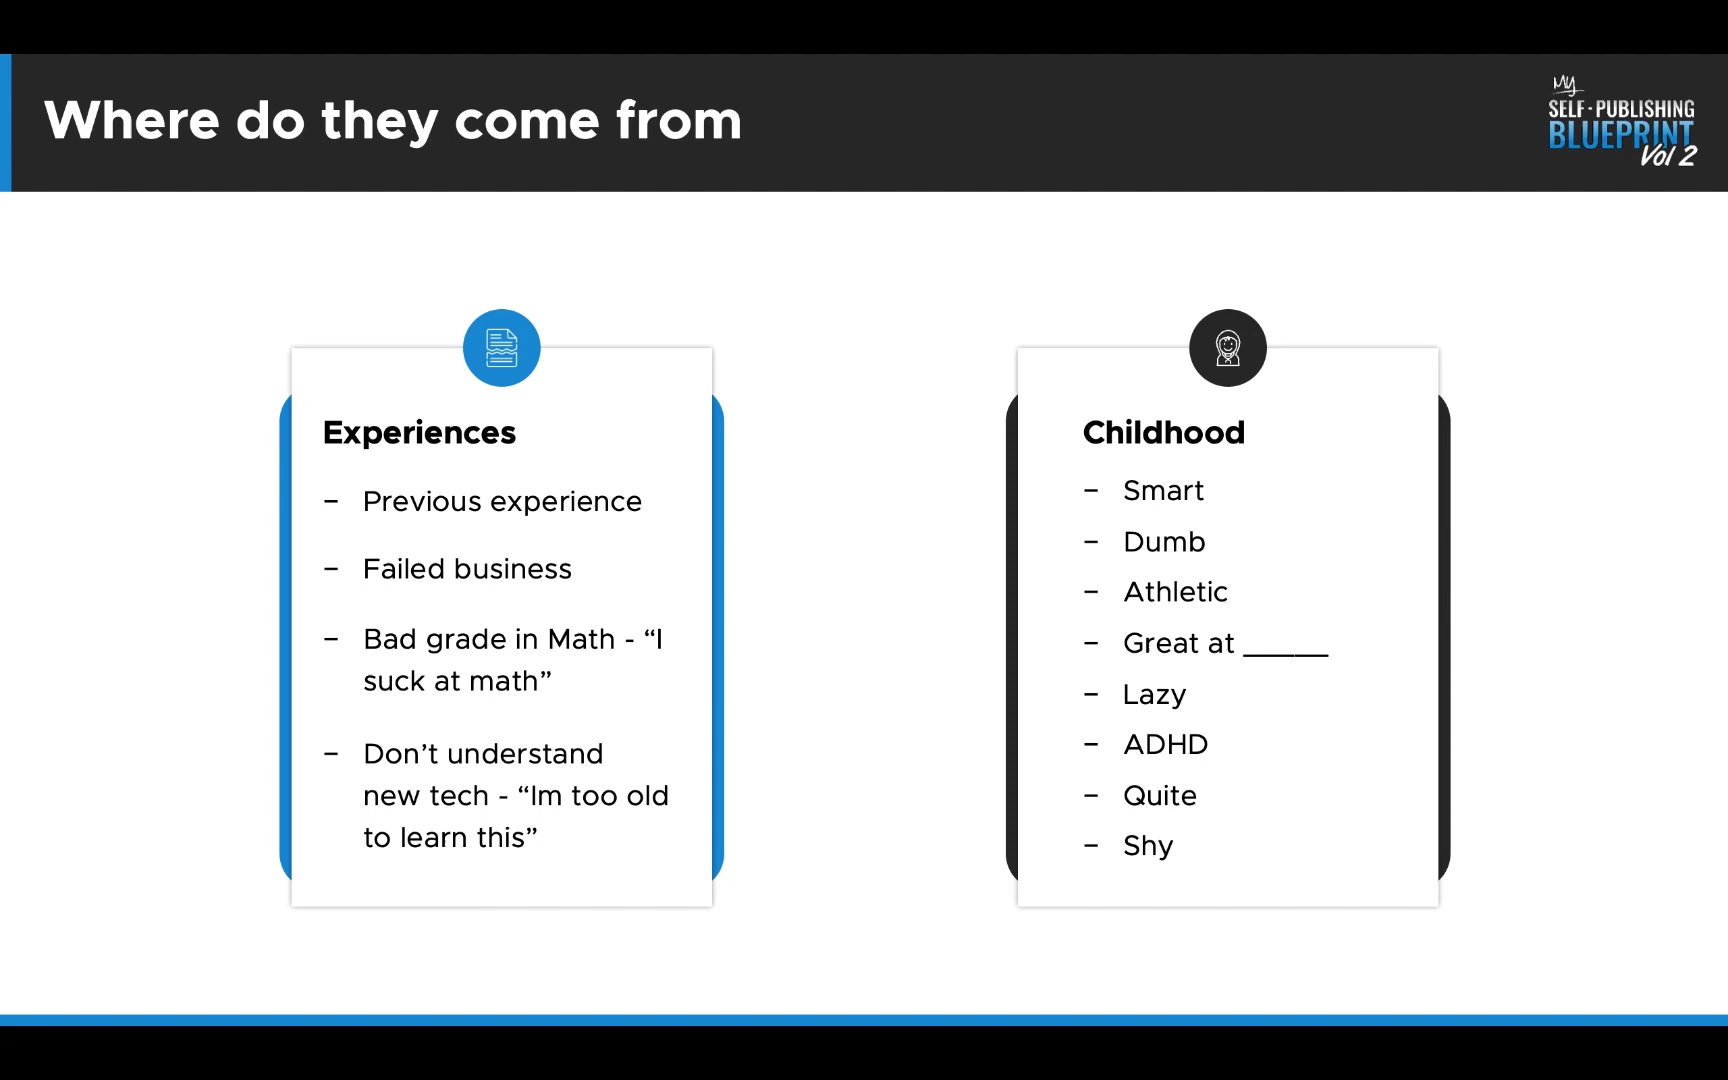 Where do they come from
My
SELF-PUBLISHING
BLUEPRINT
Vol 2
Experiences
– Previous experience
– Failed business
– Bad grade in Math - “I
suck at math”
– Don’t understand
new tech - “Im too old
to learn this”
Childhood
– Smart
– Dumb
– Athletic
– Great at ______
– Lazy
– ADHD
– Quite
– Shy